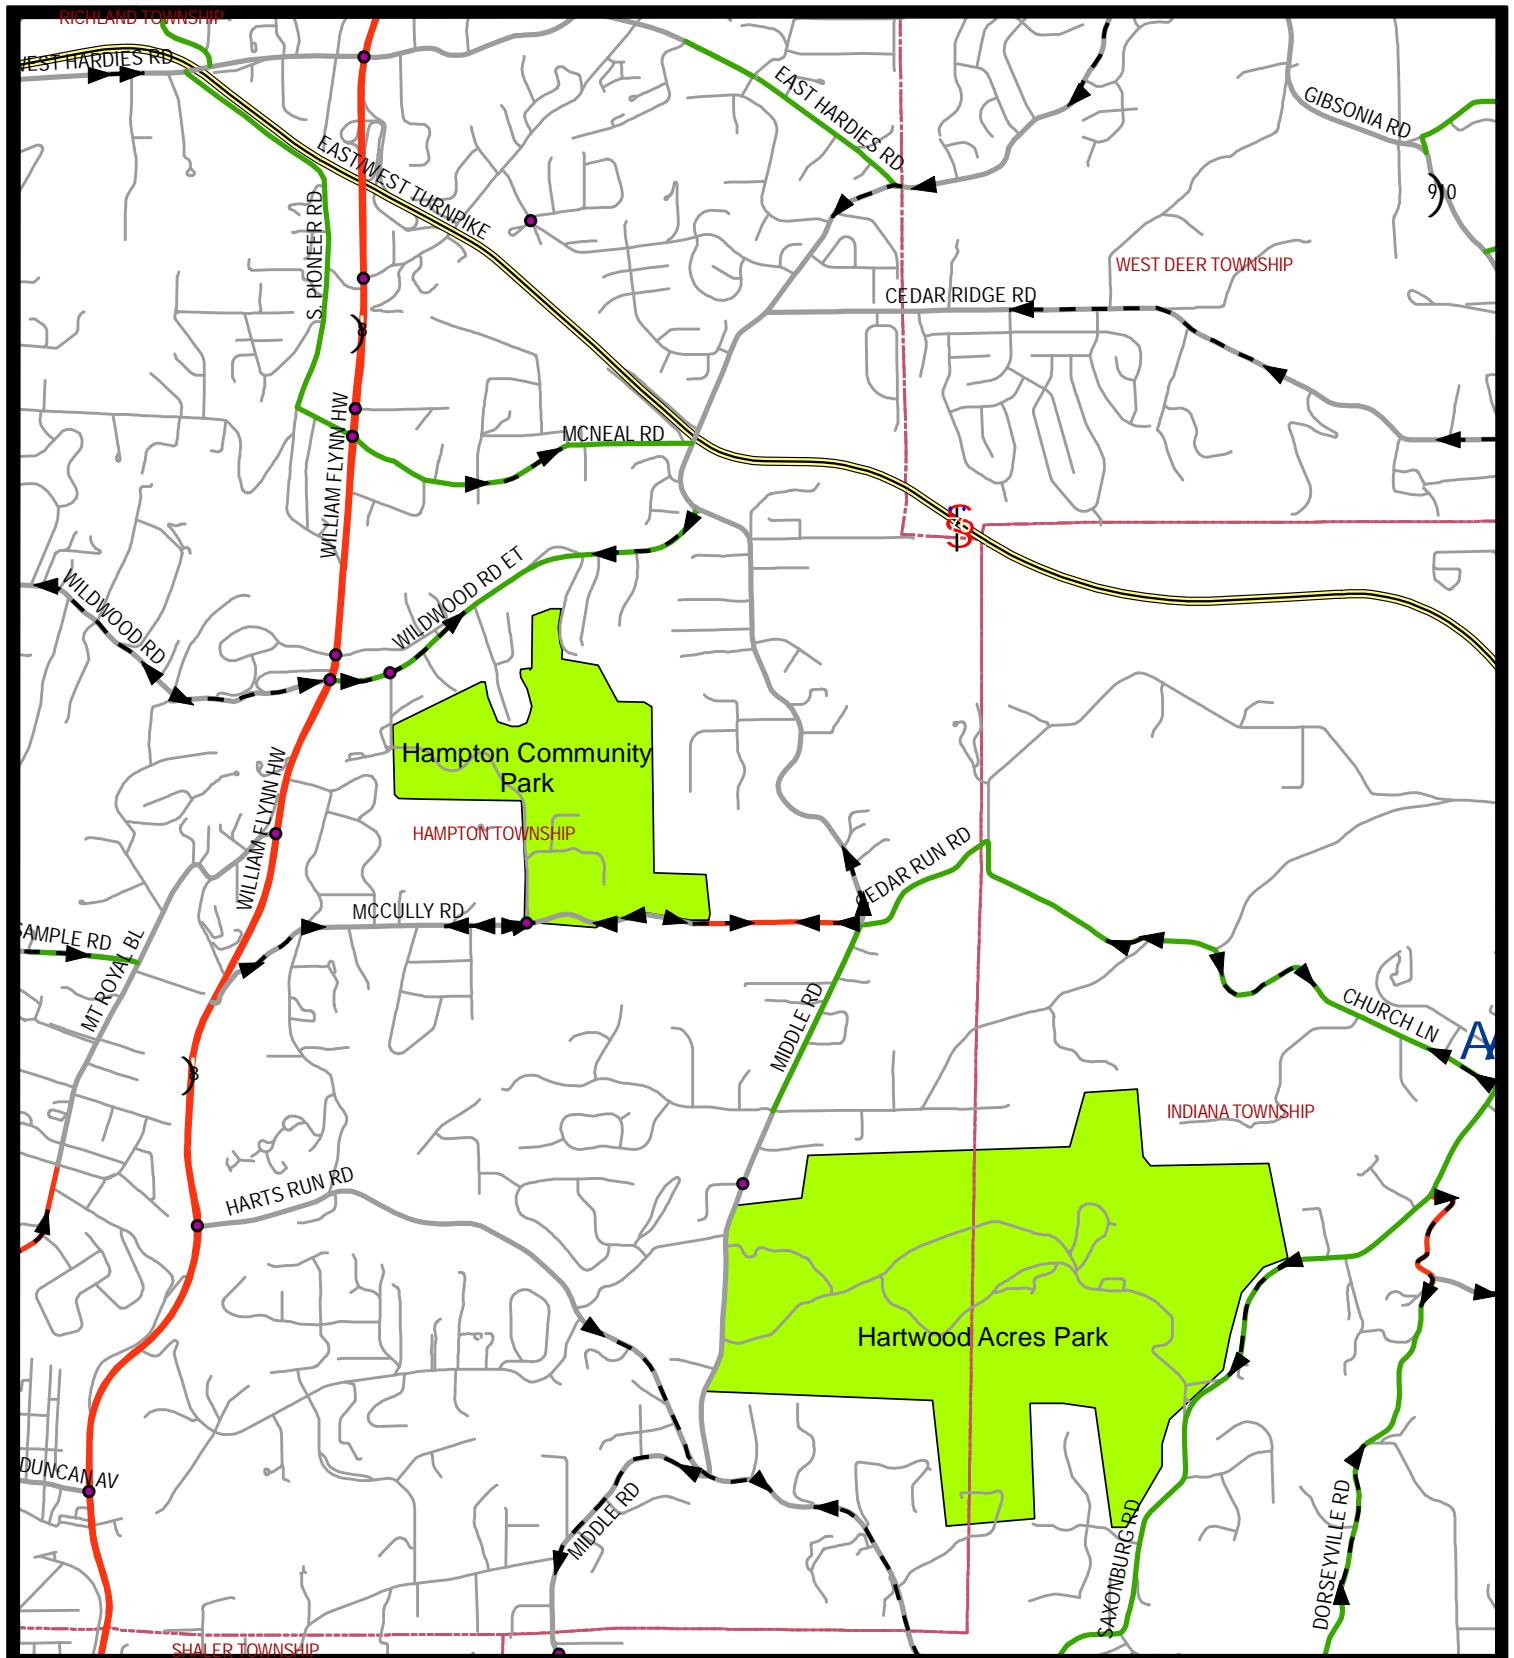 RICHLAND TOWNSHIP
WEST HARDIES RD
EAST HARDIES RD
GIBSONIA RD
EAST/WEST TURNPIKE
910
S. PIONEER RD
WEST DEER TOWNSHIP
CEDAR RIDGE RD
8
WILLIAM FLYNN HW
MCNEAL RD
WILDWOOD RD ET
WILDWOOD RD
Hampton Community
Park
WILLIAM FLYNN HW
HAMPTON TOWNSHIP
CEDAR RUN RD
MCCULLY RD
SAMPLE RD
MT ROYAL BL
MIDDLE RD
CHURCH LN
8
INDIANA TOWNSHIP
HARTS RUN RD
Hartwood Acres Park
DUNCAN AV
MIDDLE RD
SAXONBURG RD
DORSEYVILLE RD
SHALER TOWNSHIP